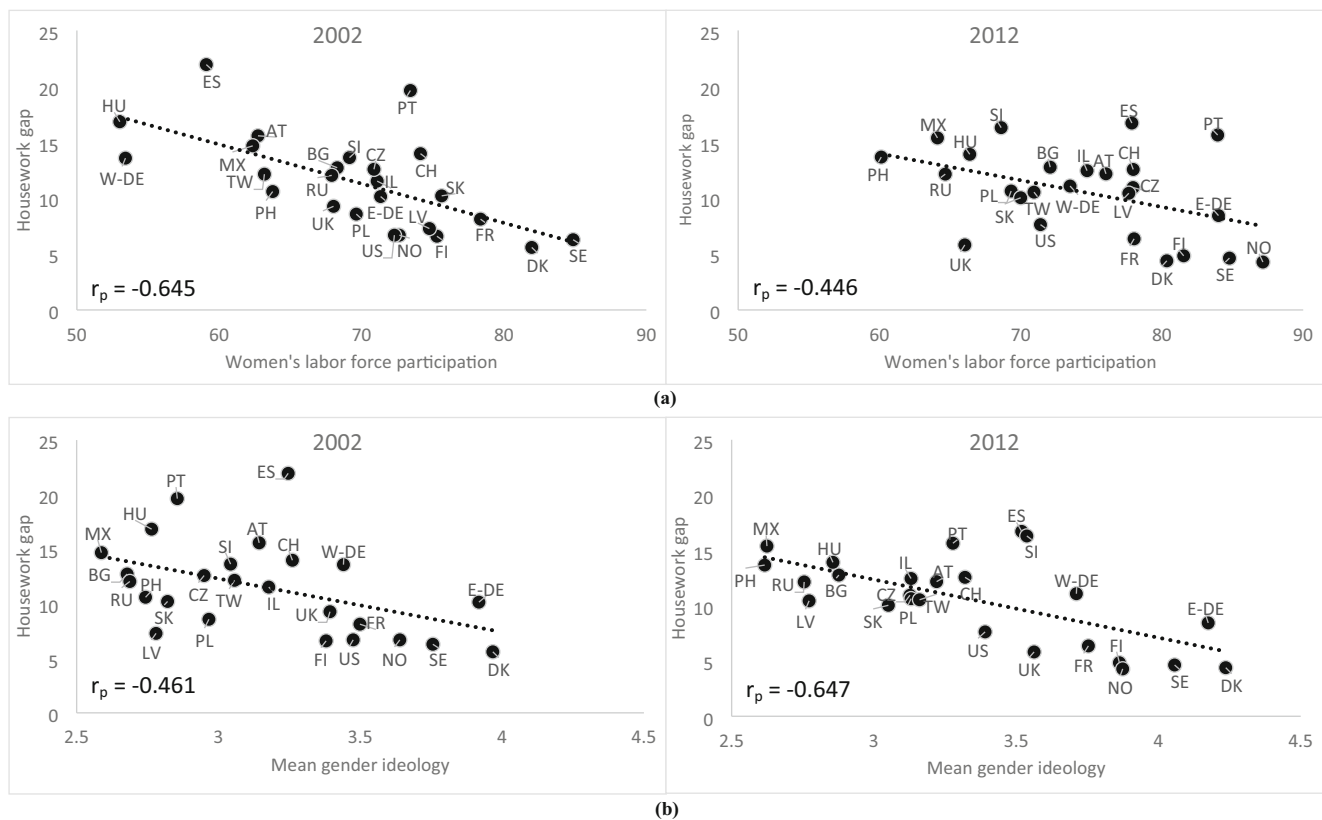 2002
Housework gap
25
20
15
10
5
0
HU
W-DE
ES
AT
MX
TW
PH
BG
SI
CZ
PT
CH
RU
IL
SK
UK
E-DE
PL
LV
US
NO
FI
FR
DK
SE
rp = -0.645
50
60
70
80
90
Women's labor force participation
2012
Housework gap
25
20
15
10
5
0
MX
SI
ES
PT
PH
HU
BG
IL
AT
CH
RU
PL
SK
TW
W-DE
CZ
LV
E-DE
UK
US
FR
DK
FI
SE
NO
rp = -0.446
50
60
70
80
90
Women's labor force participation
(a)
2002
Housework gap
25
20
15
10
5
0
PT
ES
HU
MX
SI
AT
CH
W-DE
BG
PH
RU
SK
CZ
TW
IL
E-DE
LV
PL
UK
FR
FI
US
NO
SE
DK
rp = -0.461
2.5
3
3.5
4
4.5
Mean gender ideology
2012
Housework gap
25
20
15
10
5
0
MX
HU
PT
ES
SI
PH
RU
BG
IL
AT
CH
W-DE
LV
SK
CZ
PL
TW
E-DE
US
UK
FR
FI
NO
SE
DK
rp = -0.647
2.5
3
3.5
4
4.5
Mean gender ideology
(b)